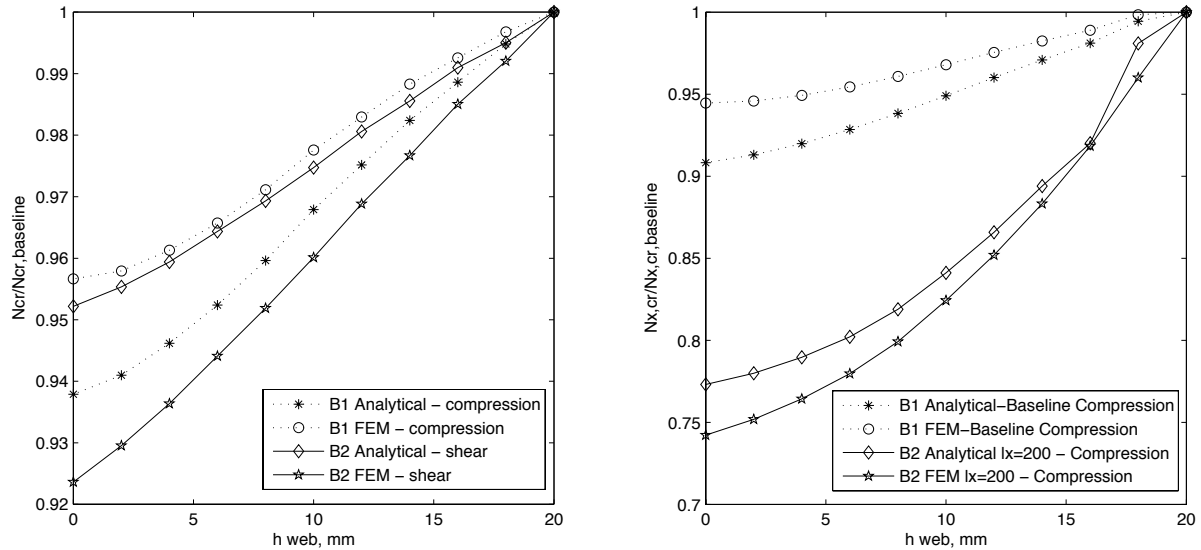 1
0.99
0.98
0.97
0.96
0.95
0.94
0.93
0.92
Ncr/Ncr,baseline
0 5 10 15 20
h web, mm
B1 Analytical – compression
B1 FEM – compression
B2 Analytical – shear
B2 FEM – shear
1
0.95
0.9
0.85
0.8
0.75
0.7
Nx,cr/Nx,cr,baseline
0 5 10 15 20
h web, mm
B1 Analytical–Baseline Compression
B1 FEM–Baseline Compression
B2 Analytical lx=200 – Compression
B2 FEM lx=200 – Compression